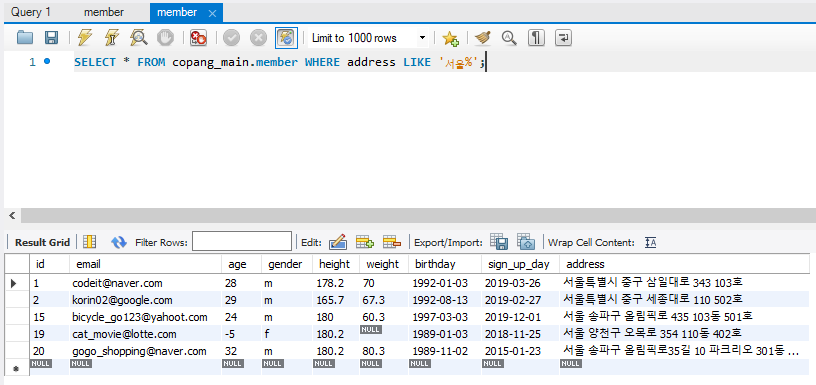 Query 1 member member ×
Limit to 1000 rows
1 SELECT * FROM copang_main.member WHERE address LIKE '서울%';
Result Grid Filter Rows: Edit: Export/Import: Wrap Cell Content: IA
id email age gender height weight birthday sign_up_day address
1 codeit@naver.com 28 m 178.2 70 1992-01-03 2019-03-26 서울특별시 중구 삼일대로 343 103호
2 korin02@google.com 29 m 165.7 67.3 1992-08-13 2019-02-27 서울특별시 중구 세종대로 110 502호
15 bicycle_go123@yahoot.com 24 m 180 60.3 1997-03-03 2019-12-01 서울 송파구 올림픽로 435 103동 501호
19 cat_movie@lotte.com -5 f 180.2 NULL 1989-01-03 2018-11-25 서울 양천구 오목로 354 110동 402호
20 gogo_shopping@naver.com 32 m 180.2 80.3 1989-11-02 2015-01-23 서울 송파구 올림픽로35길 10 파크리오 301동 ...
NULL NULL NULL NULL NULL NULL NULL NULL NULL